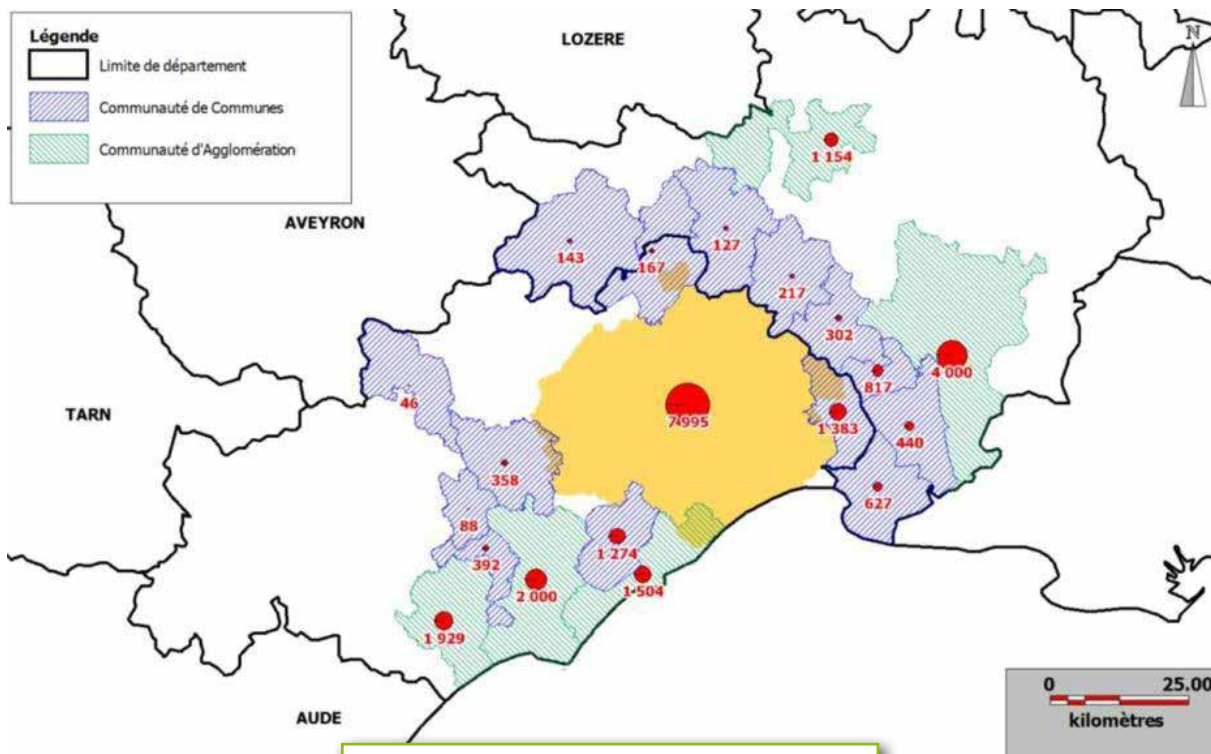 Légende
Limite de département
Communauté de Communes
Communauté d'Agglomération
LOZERE
N
1 154
AVEYRON
143
167
127
217
302
4 000
817
TARN
46
7 995
1 383
440
358
627
88
1 274
392
2 000
1 504
1 929
AUDE
0 25.00
kilomètres